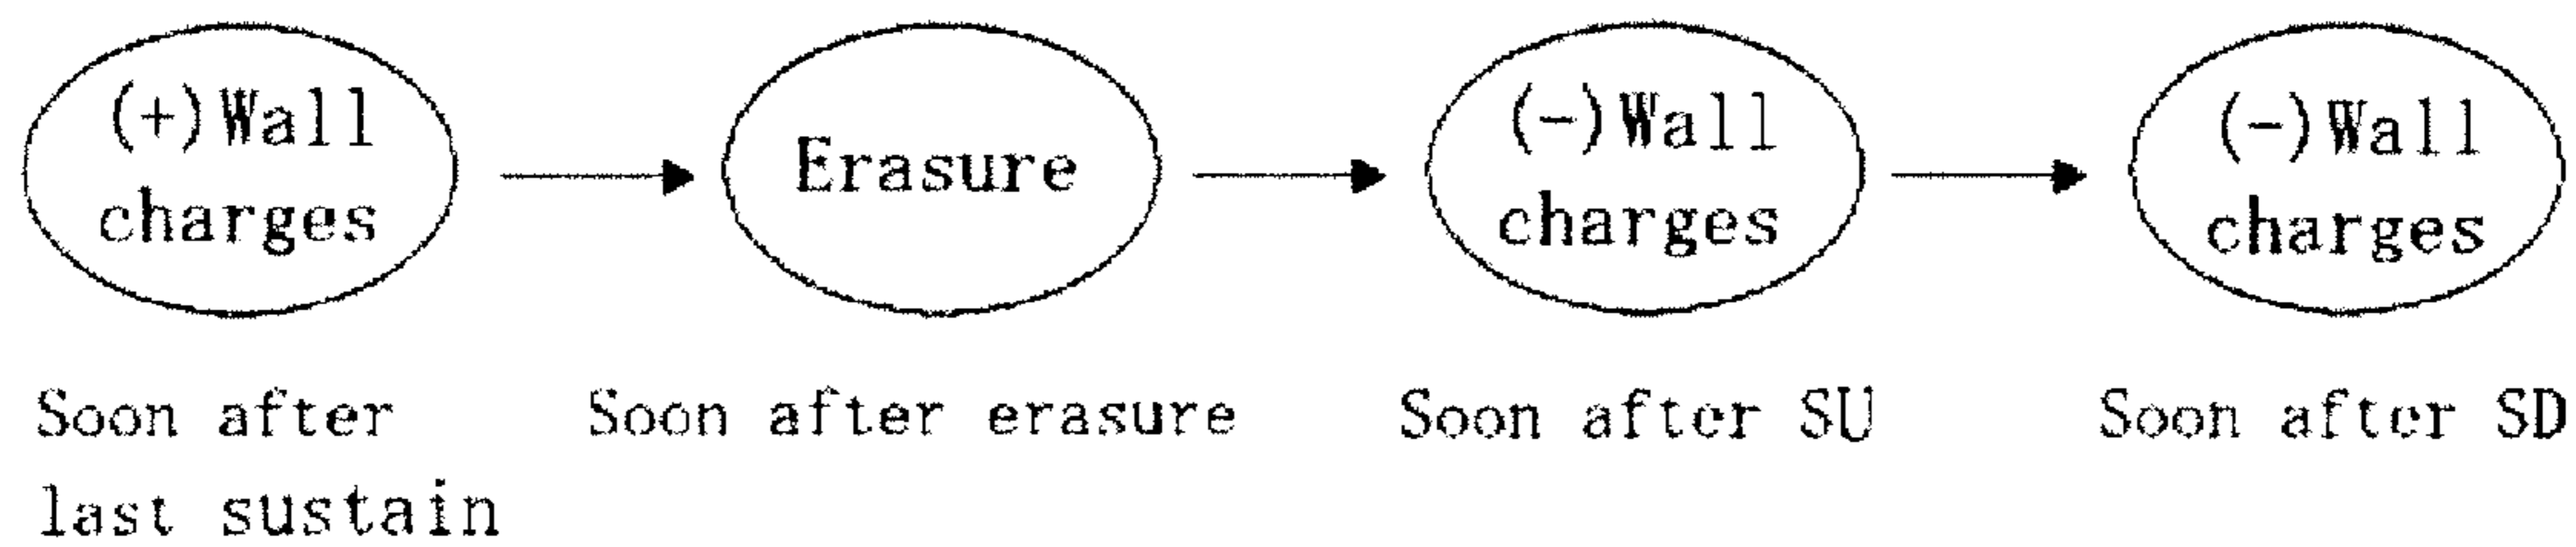 (+)Wall
charges
Erasure
(-)Wall
charges
(-)Wall
charges
Soon after
last sustain
Soon after erasure
Soon after SU
Soon after SD